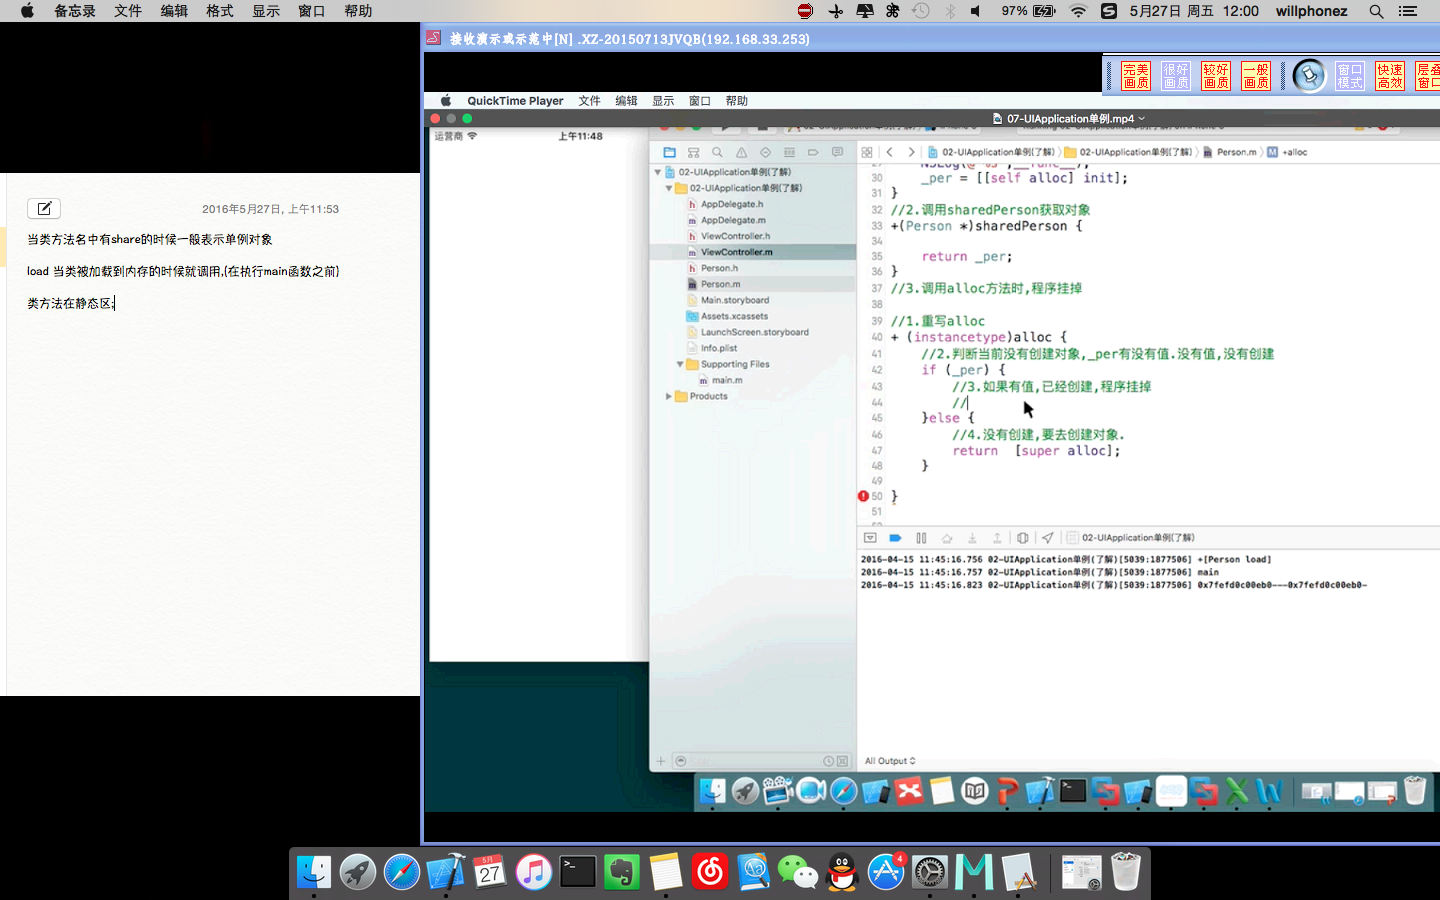 备忘录 文件 编辑 格式 显示 窗口 帮助
97% 5月27日 周五 12:00 willphonez
接收演示或示范中[N] .XZ-20150713JVQB(192.168.33.253)
完美画质 很好画质 较好画质 一般画质 窗口模式 快速高效
QuickTime Player 文件 编辑 显示 窗口 帮助
07-UIApplication单例.mp4
运营商 上午11:48
2016年5月27日, 上午11:53
当类方法名中有share的时候一般表示单例对象
load 当类被加载到内存的时候就调用,(在执行main函数之前)
类方法在静态区;
02-UIApplication单例(了解)
02-UIApplication单例(了解)
AppDelegate.h
AppDelegate.m
ViewController.h
ViewController.m
Person.h
Person.m
Main.storyboard
Assets.xcassets
LaunchScreen.storyboard
Info.plist
Supporting Files
main.m
Products
02-UIApplication单例(了解) 02-UIApplication单例(了解) Person.m M +alloc
30 _per = [[self alloc] init];
31 }
32 //2.调用sharedPerson获取对象
33 +(Person *)sharedPerson {
34
35 return _per;
36 }
37 //3.调用alloc方法时,程序挂掉
38
39 //1.重写alloc
40 + (instancetype)alloc {
41 //2.判断当前没有创建对象,_per有没有值.没有值,没有创建
42 if (_per) {
43 //3.如果有值,已经创建,程序挂掉
44 //
45 }else {
46 //4.没有创建,要去创建对象.
47 return [super alloc];
48 }
49
50 }
51
02-UIApplication单例(了解)
2016-04-15 11:45:16.756 02-UIApplication单例(了解)[5039:1877506] +[Person load]
2016-04-15 11:45:16.757 02-UIApplication单例(了解)[5039:1877506] main
2016-04-15 11:45:16.823 02-UIApplication单例(了解)[5039:1877506] 0x7fefd0c00eb0---0x7fefd0c00eb0-
All Output
5月
27
4